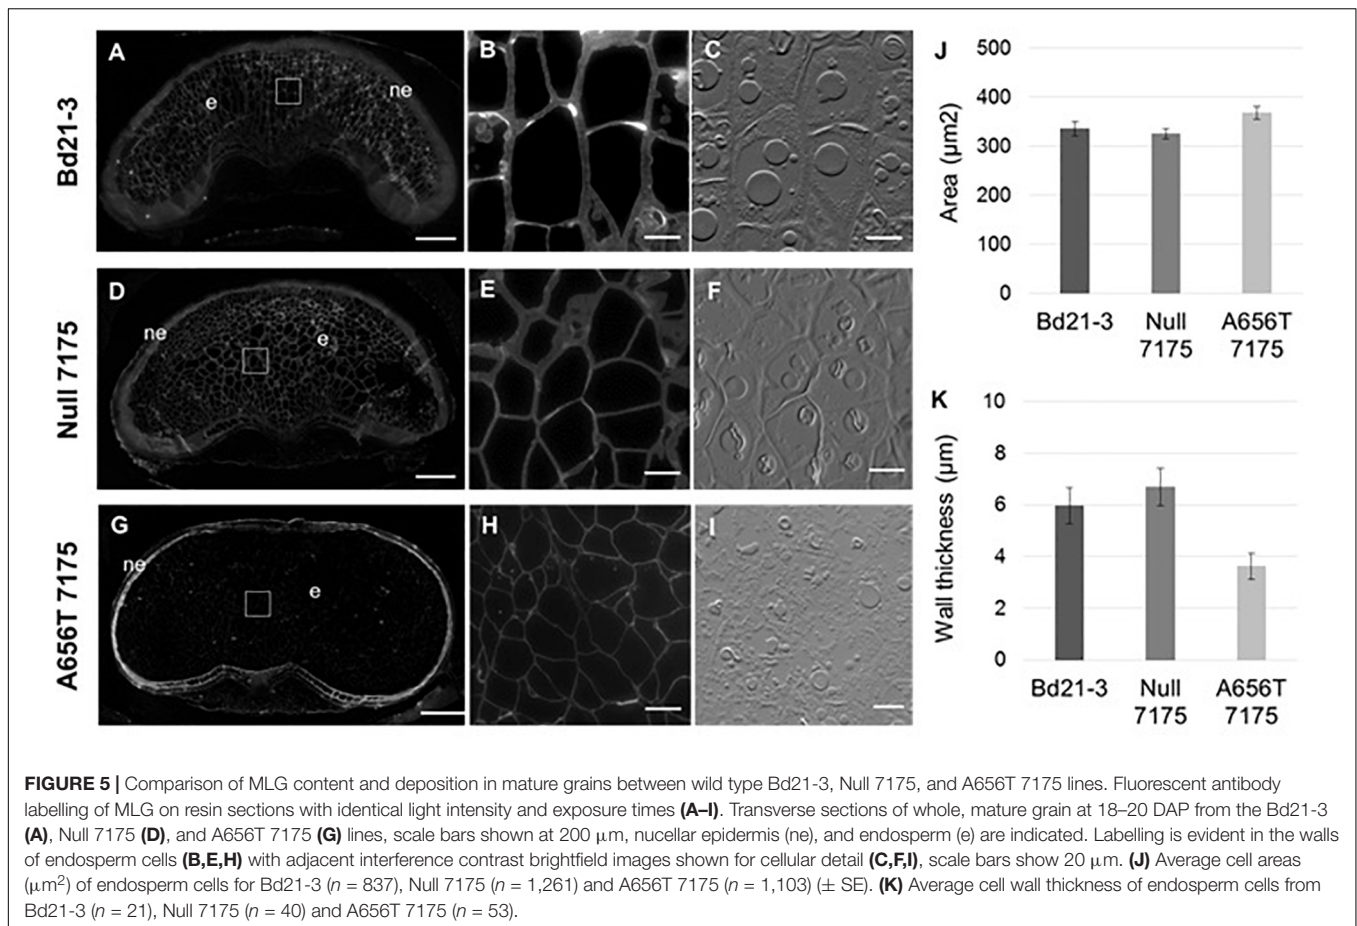 A
e
ne
B
C
Bd21-3
D
ne
e
E
F
Null 7175
G
ne
e
H
I
A656T 7175
J
500
400
300
200
100
0
Area (µm2)
Bd21-3 Null A656T
7175 7175
K
10
8
6
4
2
0
Wall thickness (µm)
Bd21-3 Null A656T
7175 7175
FIGURE 5 | Comparison of MLG content and deposition in mature grains between wild type Bd21-3, Null 7175, and A656T 7175 lines. Fluorescent antibody
labelling of MLG on resin sections with identical light intensity and exposure times (A–I). Transverse sections of whole, mature grain at 18–20 DAP from the Bd21-3
(A), Null 7175 (D), and A656T 7175 (G) lines, scale bars shown at 200 µm, nucellar epidermis (ne), and endosperm (e) are indicated. Labelling is evident in the walls
of endosperm cells (B,E,H) with adjacent interference contrast brightfield images shown for cellular detail (C,F,I), scale bars show 20 µm. (J) Average cell areas
(µm²) of endosperm cells for Bd21-3 (n = 837), Null 7175 (n = 1,261) and A656T 7175 (n = 1,103) (± SE). (K) Average cell wall thickness of endosperm cells from
Bd21-3 (n = 21), Null 7175 (n = 40) and A656T 7175 (n = 53).